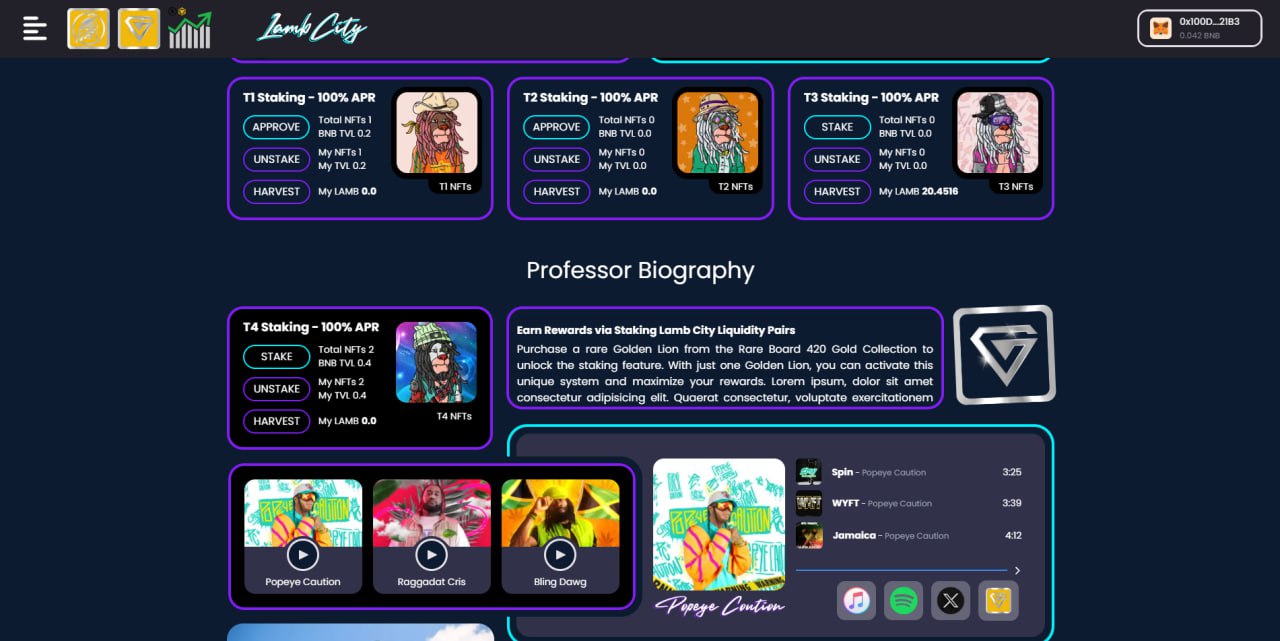 Lamb City
0x100D...21B3
0.042 BNB
T1 Staking - 100% APR
APPROVE
Total NFTs 1
BNB TVL 0.2
UNSTAKE
My NFTs 1
My TVL 0.2
HARVEST
My LAMB 0.0
T1 NFTs
T2 Staking - 100% APR
APPROVE
Total NFTs 0
BNB TVL 0.0
UNSTAKE
My NFTs 0
My TVL 0.0
HARVEST
My LAMB 0.0
T2 NFTs
T3 Staking - 100% APR
STAKE
Total NFTs 0
BNB TVL 0.0
UNSTAKE
My NFTs 0
My TVL 0.0
HARVEST
My LAMB 20.4516
T3 NFTs
Professor Biography
T4 Staking - 100% APR
STAKE
Total NFTs 2
BNB TVL 0.4
UNSTAKE
My NFTs 2
My TVL 0.4
HARVEST
My LAMB 0.0
T4 NFTs
Earn Rewards via Staking Lamb City Liquidity Pairs
Purchase a rare Golden Lion from the Rare Board 420 Gold Collection to
unlock the staking feature. With just one Golden Lion, you can activate this
unique system and maximize your rewards. Lorem ipsum, dolor sit amet
consectetur adipisicing elit. Quaerat consectetur, voluptate exercitationem
POPEYE
CAUTION
Popeye Caution
Raggadat Cris
Bling Dawg
POPEYE
CAUTION
Popeye Coution
Spin - Popeye Caution 3:25
WYFT - Popeye Caution 3:39
Jamaica - Popeye Caution 4:12